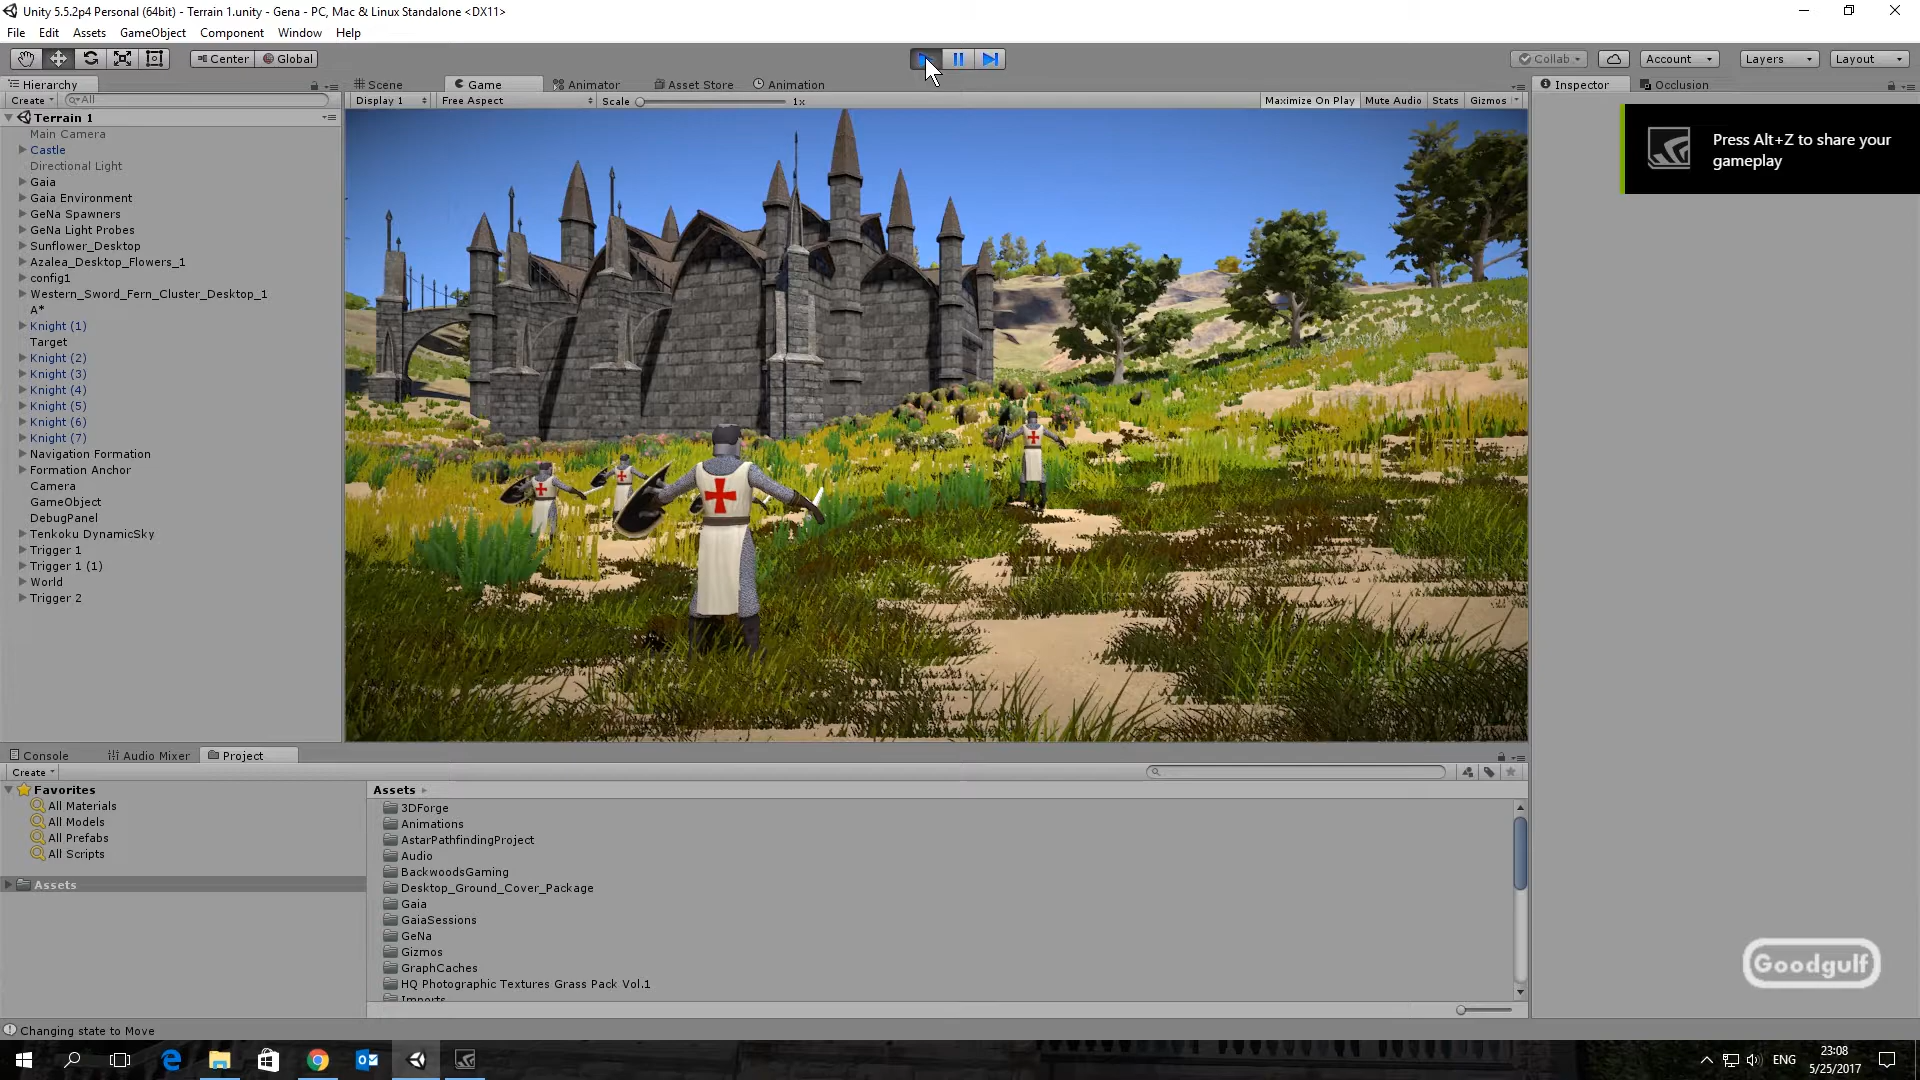 Unity 5.5.2p4 Personal (64bit) - Terrain 1.unity - Gena - PC, Mac & Linux Standalone <DX11>
File Edit Assets GameObject Component Window Help
Center Global Collab Account Layers Layout
Hierarchy Scene Game Animator Asset Store Animation Inspector Occlusion
Create All Display 1 Free Aspect Scale 1x Maximize On Play Mute Audio Stats Gizmos
Terrain 1
Main Camera
Castle
Directional Light
Gaia
Gaia Environment
GeNa Spawners
GeNa Light Probes
Sunflower_Desktop
Azalea_Desktop_Flowers_1
config1
Western_Sword_Fern_Cluster_Desktop_1
A*
Knight (1)
Target
Knight (2)
Knight (3)
Knight (4)
Knight (5)
Knight (6)
Knight (7)
Navigation Formation
Formation Anchor
Camera
GameObject
DebugPanel
Tenkoku DynamicSky
Trigger 1
Trigger 1 (1)
World
Trigger 2
Press Alt+Z to share your
gameplay
Console Audio Mixer Project
Create
Favorites
All Materials
All Models
All Prefabs
All Scripts
Assets
Assets
3DForge
Animations
AstarPathfindingProject
Audio
BackwoodsGaming
Desktop_Ground_Cover_Package
Gaia
GaiaSessions
GeNa
Gizmos
GraphCaches
HQ Photographic Textures Grass Pack Vol.1
Imports
Goodgulf
Changing state to Move
ENG
23:08
5/25/2017